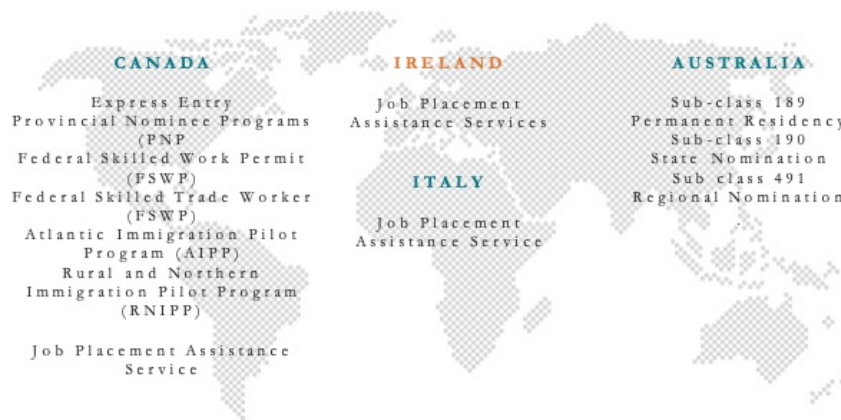 CANADA
Express Entry
Provincial Nominee Programs
(PNP
Federal Skilled Work Permit
(FSWP)
Federal Skilled Trade Worker
(FSWP)
Atlantic Immigration Pilot
Program (AIPP)
Rural and Northern
Immigration Pilot Program
(RNIPP)
Job Placement Assistance
Service
IRELAND
Job Placement
Assistance Services
ITALY
Job Placement
Assistance Service
AUSTRALIA
Sub-class 189
Permanent Residency
Sub-class 190
State Nomination
Sub class 491
Regional Nomination
.